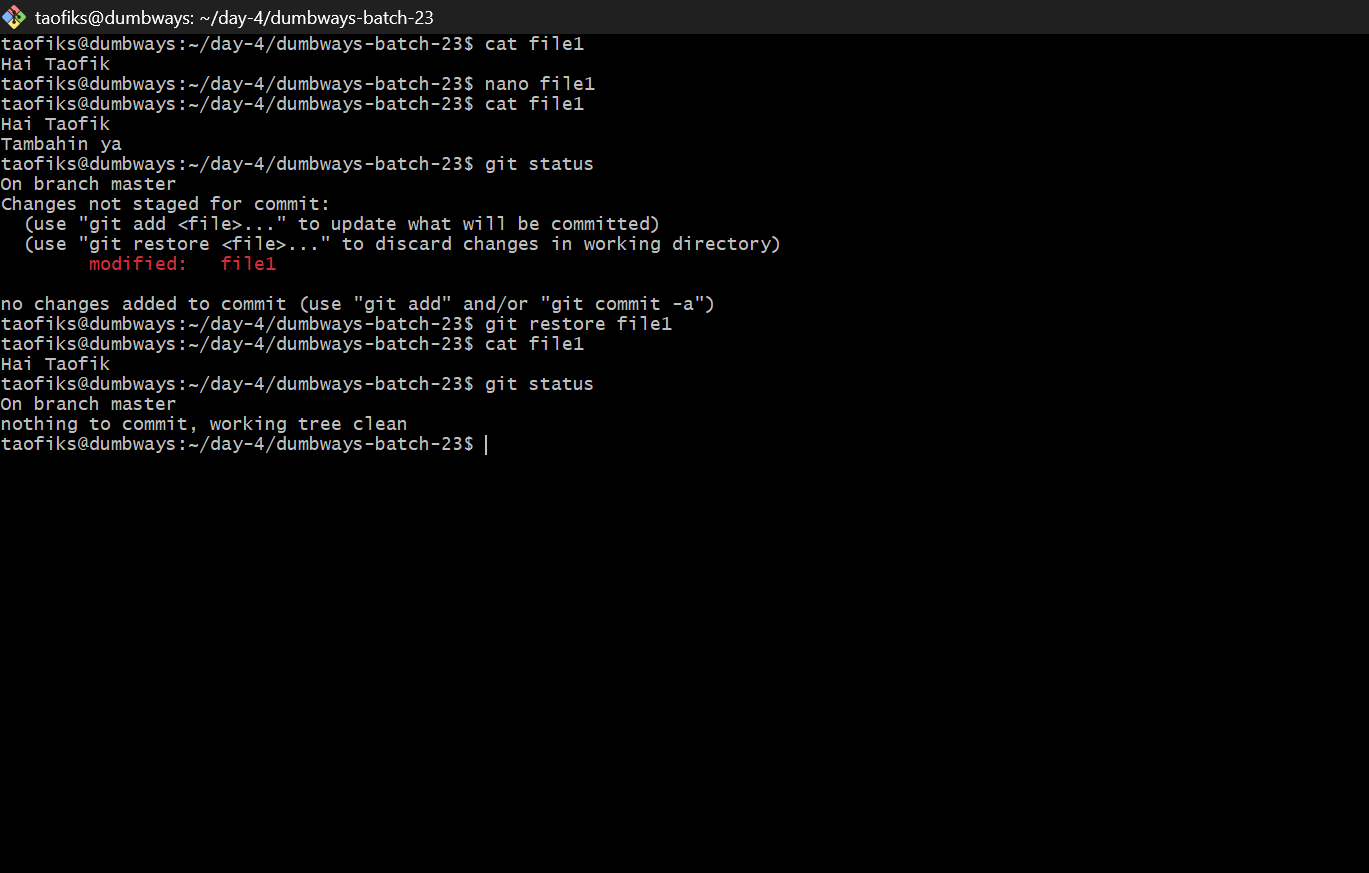 taofiks@dumbways: ~/day-4/dumbways-batch-23
taofiks@dumbways:~/day-4/dumbways-batch-23$ cat file1
Hai Taofik
taofiks@dumbways:~/day-4/dumbways-batch-23$ nano file1
taofiks@dumbways:~/day-4/dumbways-batch-23$ cat file1
Hai Taofik
Tambahin ya
taofiks@dumbways:~/day-4/dumbways-batch-23$ git status
On branch master
Changes not staged for commit:
  (use "git add <file>..." to update what will be committed)
  (use "git restore <file>..." to discard changes in working directory)
        modified:   file1

no changes added to commit (use "git add" and/or "git commit -a")
taofiks@dumbways:~/day-4/dumbways-batch-23$ git restore file1
taofiks@dumbways:~/day-4/dumbways-batch-23$ cat file1
Hai Taofik
taofiks@dumbways:~/day-4/dumbways-batch-23$ git status
On branch master
nothing to commit, working tree clean
taofiks@dumbways:~/day-4/dumbways-batch-23$